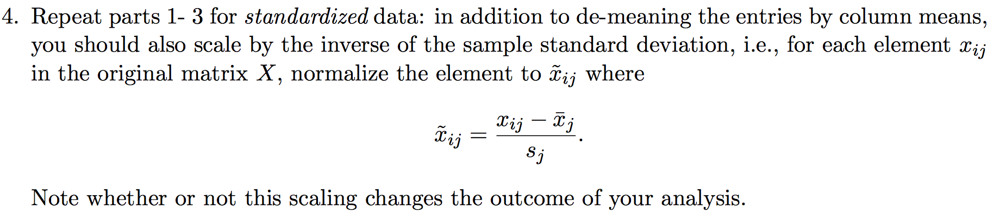 4. Repeat parts 1- 3 for standardized data: in addition to de-meaning the entries by column means,
you should also scale by the inverse of the sample standard deviation, i.e., for each element $x_{ij}$
in the original matrix $X$, normalize the element to $\tilde{x}_{ij}$ where
$\tilde{x}_{ij} = \frac{x_{ij} - \bar{x}_j}{s_j}.$
Note whether or not this scaling changes the outcome of your analysis.